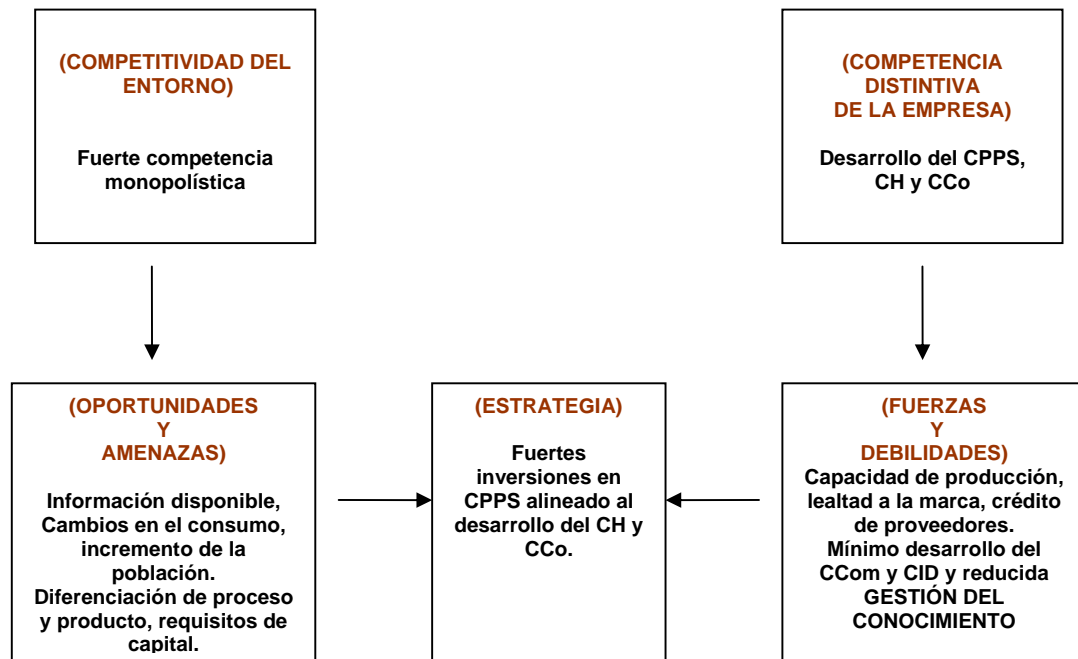 (COMPETITIVIDAD DEL
ENTORNO)
Fuerte competencia
monopolística
(COMPETENCIA
DISTINTIVA
DE LA EMPRESA)
Desarrollo del CPPS,
CH y CCo
(OPORTUNIDADES
Y
AMENAZAS)
Información disponible,
Cambios en el consumo,
incremento de la
población.
Diferenciación de proceso
y producto, requisitos de
capital.
(ESTRATEGIA)
Fuertes
inversiones en
CPPS alineado al
desarrollo del CH y
CCo.
(FUERZAS
Y
DEBILIDADES)
Capacidad de producción,
lealtad a la marca, crédito
de proveedores.
Mínimo desarrollo del
CCom y CID y reducida
GESTIÓN DEL
CONOCIMIENTO